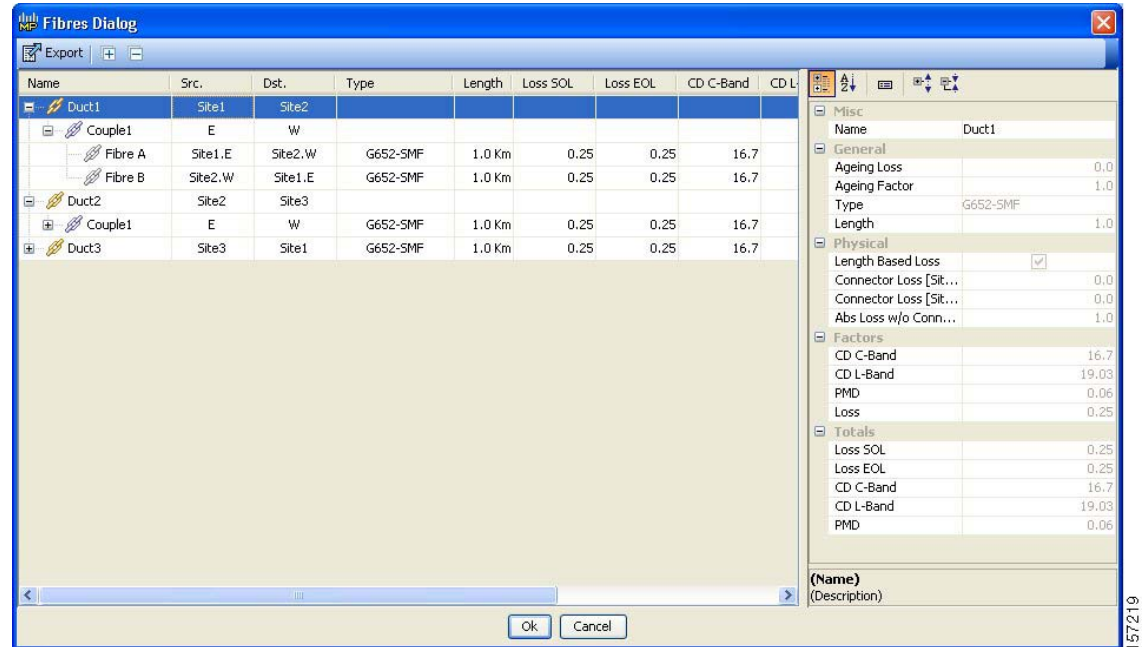 MP Fibres Dialog
Export
Name Src. Dst. Type Length Loss SOL Loss EOL CD C-Band CD L-
Duct1 Site1 Site2
Couple1 E W
Fibre A Site1.E Site2.W G652-SMF 1.0 Km 0.25 0.25 16.7
Fibre B Site2.W Site1.E G652-SMF 1.0 Km 0.25 0.25 16.7
Duct2 Site2 Site3
Couple1 E W G652-SMF 1.0 Km 0.25 0.25 16.7
Duct3 Site3 Site1 G652-SMF 1.0 Km 0.25 0.25 16.7
Misc
Name Duct1
General
Ageing Loss 0.0
Ageing Factor 1.0
Type G652-SMF
Length 1.0
Physical
Length Based Loss
Connector Loss [Sit... 0.0
Connector Loss [Sit... 0.0
Abs Loss w/o Conn... 1.0
Factors
CD C-Band 16.7
CD L-Band 19.03
PMD 0.06
Loss 0.25
Totals
Loss SOL 0.25
Loss EOL 0.25
CD C-Band 16.7
CD L-Band 19.03
PMD 0.06
(Name)
(Description)
Ok Cancel
157219